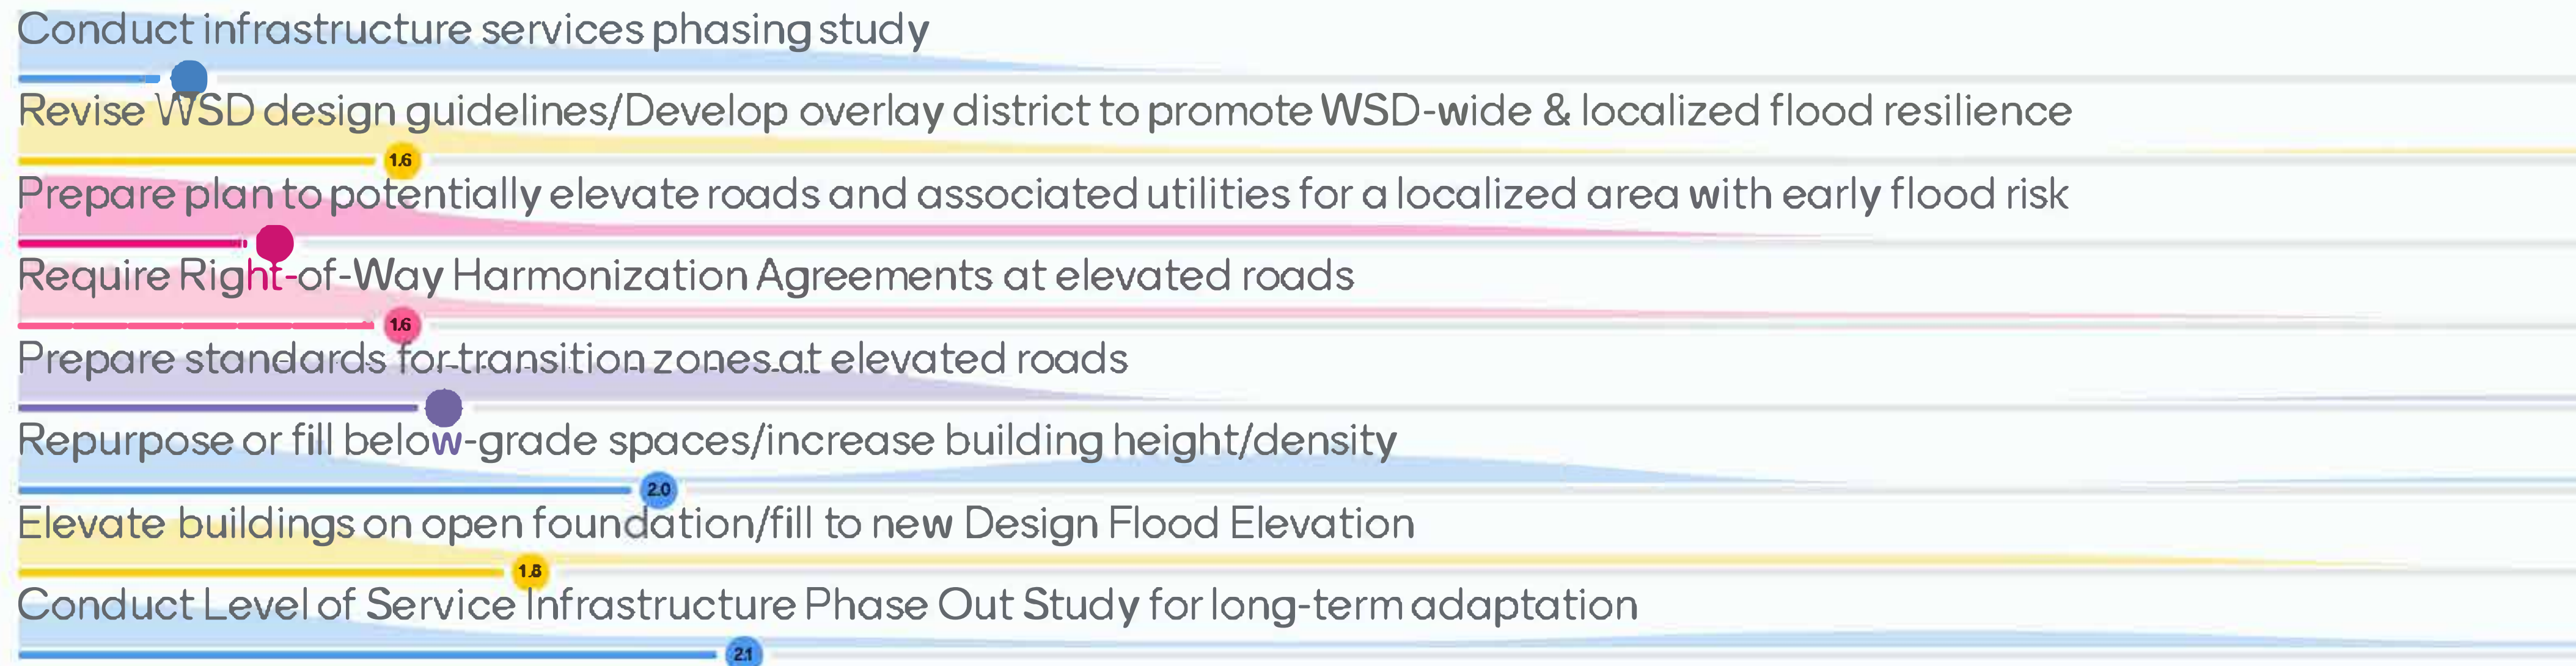 Conduct infrastructure services phasing study
Revise WSD design guidelines/Develop overlay district to promote WSD-wide & localized flood resilience
1.6
Prepare plan to potentially elevate roads and associated utilities for a localized area with early flood risk
Require Right-of-Way Harmonization Agreements at elevated roads
1.6
Prepare standards for transition zones at elevated roads
Repurpose or fill below-grade spaces/increase building height/density
2.0
Elevate buildings on open foundation/fill to new Design Flood Elevation
1.8
Conduct Level of Service Infrastructure Phase Out Study for long-term adaptation
2.1